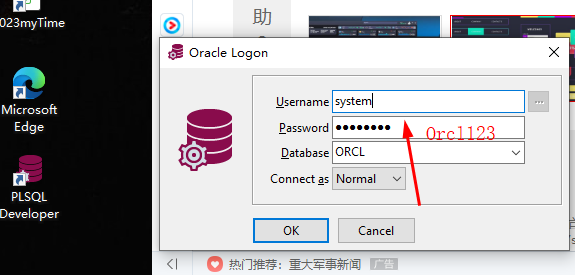 023myTime
Microsoft
Edge
PLSQL
Developer
助
Oracle Logon
Username
system
...
Password
●●●●●●●●
Orcl123
Database
ORCL
Connect as
Normal
OK
Cancel
热门推荐:
重大军事新闻
广告